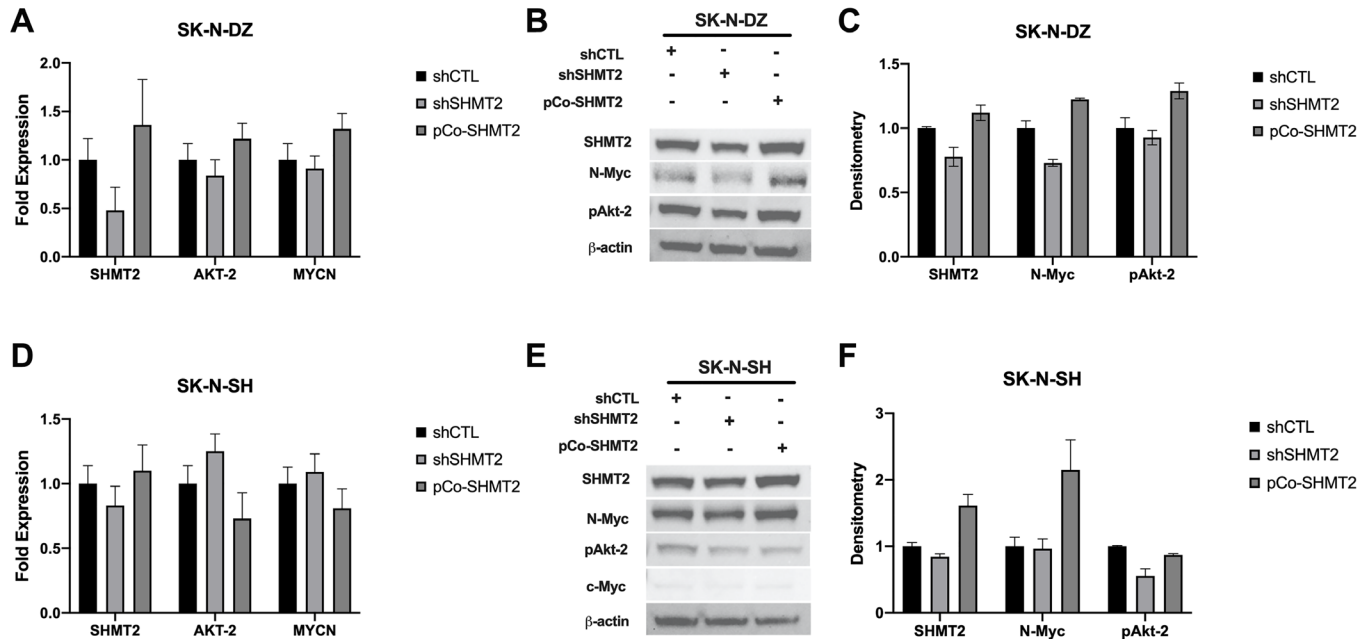 A
SK-N-DZ
Fold Expression
2.0
1.5
1.0
0.5
0.0
SHMT2 AKT-2 MYCN
shCTL
shSHMT2
pCo-SHMT2
B
SK-N-DZ
shCTL + - -
shSHMT2 - + -
pCo-SHMT2 - - +
SHMT2
N-Myc
pAkt-2
β-actin
C
SK-N-DZ
Densitometry
1.5
1.0
0.5
0.0
SHMT2 N-Myc pAkt-2
shCTL
shSHMT2
pCo-SHMT2
D
SK-N-SH
Fold Expression
1.5
1.0
0.5
0.0
SHMT2 AKT-2 MYCN
shCTL
shSHMT2
pCo-SHMT2
E
SK-N-SH
shCTL + - -
shSHMT2 - + -
pCo-SHMT2 - - +
SHMT2
N-Myc
pAkt-2
c-Myc
β-actin
F
SK-N-SH
Densitometry
3
2
1
0
SHMT2 N-Myc pAkt-2
shCTL
shSHMT2
pCo-SHMT2